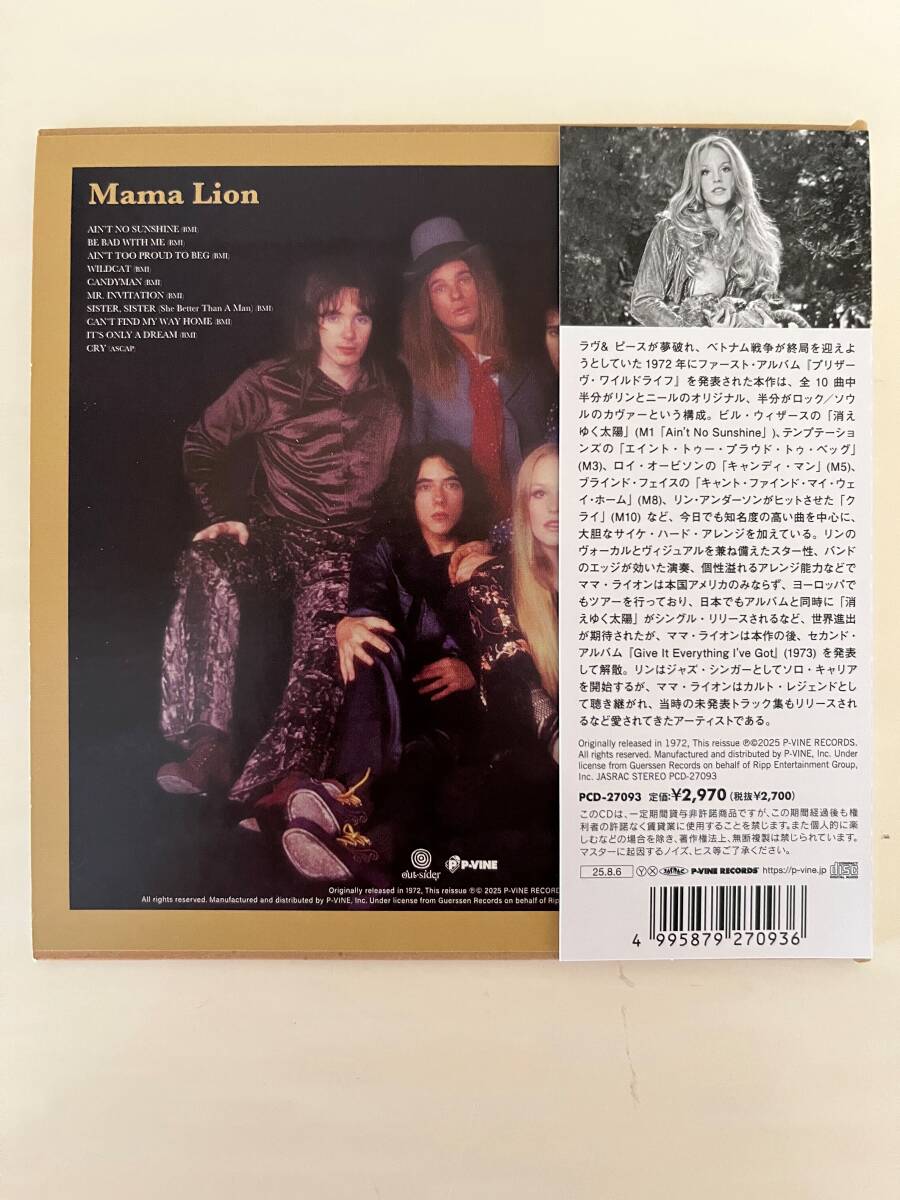 Mama Lion
AIN'T NO SUNSHINE (BMI)
BE BAD WITH ME (BMI)
AIN'T TOO PROUD TO BEG (BMI)
WILDCAT (BMI)
CANDYMAN (BMI)
MR. INVITATION (BMI)
SISTER, SISTER (She Better Than A Man) (BMI)
CAN'T FIND MY WAY HOME (BMI)
IT'S ONLY A DREAM (BMI)
CRY (ASCAP)
out-sider P-VINE
Originally released in 1972, This reissue ℗© 2025 P-VINE RECORD
All rights reserved. Manufactured and distributed by P-VINE, Inc. Under license from Guerssen Records on behalf of Ripp
ラヴ& ピースが夢破れ、ベトナム戦争が終局を迎えよ
うとしていた 1972 年にファースト・アルバム『プリザー
ヴ・ワイルドライフ』を発表された本作は、全 10 曲中
半分がリンとニールのオリジナル、半分がロック/ソウ
ルのカヴァーという構成。ビル・ウィザースの「消え
ゆく太陽」(M1「Ain't No Sunshine」)、テンプテーショ
ンズの「エイント・トゥー・プラウド・トゥ・ベッグ」
(M3)、ロイ・オービソンの「キャンディ・マン」(M5)、
ブラインド・フェイスの「キャント・ファインド・マイ・ウェ
イ・ホーム」(M8)、リン・アンダーソンがヒットさせた「ク
ライ」(M10) など、今日でも知名度の高い曲を中心に、
大胆なサイケ・ハード・アレンジを加えている。リンの
ヴォーカルとヴィジュアルを兼ね備えたスター性、バンド
のエッジが効いた演奏、個性溢れるアレンジ能力などで
ママ・ライオンは本国アメリカのみならず、ヨーロッパで
もツアーを行っており、日本でもアルバムと同時に「消
えゆく太陽」がシングル・リリースされるなど、世界進出
が期待されたが、ママ・ライオンは本作の後、セカンド・
アルバム『Give It Everything I've Got』(1973) を発表
して解散。リンはジャズ・シンガーとしてソロ・キャリア
を開始するが、ママ・ライオンはカルト・レジェンドとし
て聴き継がれ、当時の未発表トラック集もリリースされ
るなど愛されてきたアーティストである。
Originally released in 1972, This reissue ℗©2025 P-VINE RECORDS.
All rights reserved. Manufactured and distributed by P-VINE, Inc. Under
license from Guerssen Records on behalf of Ripp Entertainment Group,
Inc. JASRAC STEREO PCD-27093
PCD-27093 定価:¥2,970 (税抜¥2,700)
このCDは、一定期間貸与非許諾商品ですが、この期間経過後も権
利者の許諾なく賃貸業に使用することを禁じます。また個人的に楽
しむなどの場合を除き、著作権法上、無断複製は禁じられています。
マスターに起因するノイズ、ヒス等ご了承ください。
25.8.6 Y X JASRAC P-VINE RECORDS https://p-vine.jp COMPACT disc DIGITAL AUDIO
4 995879 270936